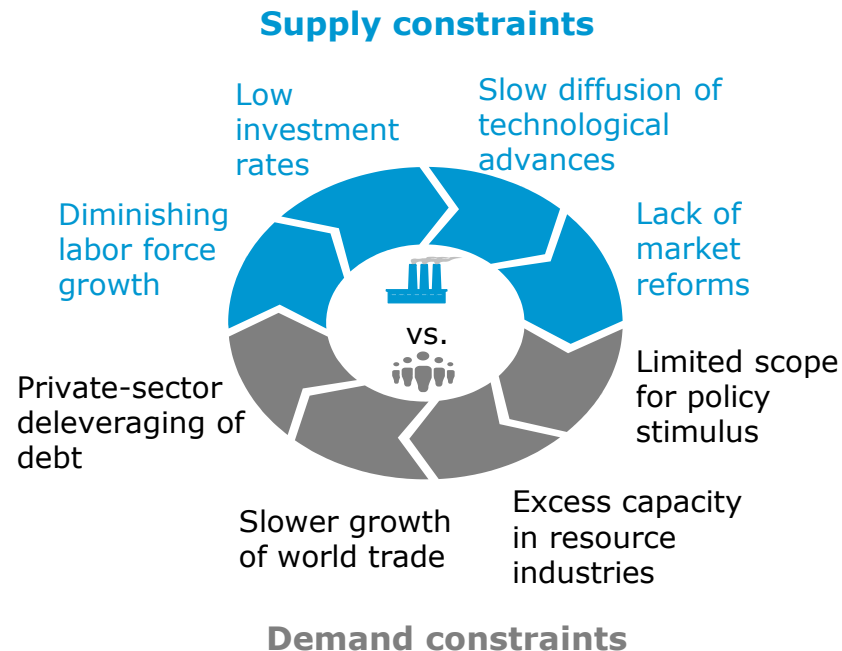 Supply constraints
Low
investment
rates
Slow diffusion of
technological
advances
Diminishing
labor force
growth
Lack of
market
reforms
vs.
Private-sector
deleveraging of
debt
Limited scope
for policy
stimulus
Slower growth
of world trade
Excess capacity
in resource
industries
Demand constraints